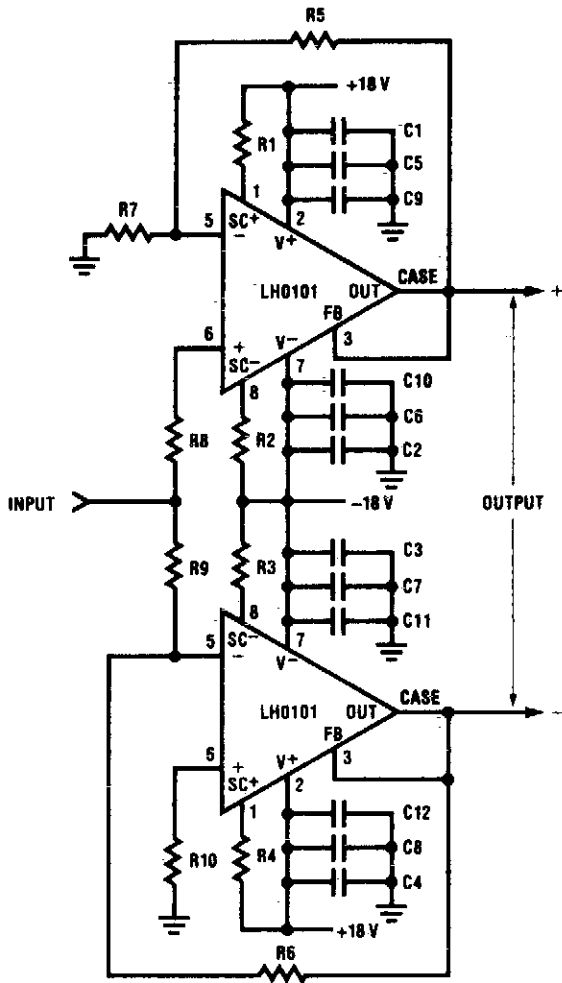 R5
+18 V
R1
C1
C5
C9
1
2
R7
5
SC+
−
V+
CASE
LH0101
OUT
+
FB
3
6
+
SC−
V−
7
8
C10
R8
R2
C6
C2
INPUT
−18 V
OUTPUT
R9
R3
C3
C7
C11
8
7
5
SC−
−
V−
CASE
LH0101
OUT
−
FB
3
6
+
SC+
V+
2
1
C12
R10
R4
C8
C4
+18 V
R6